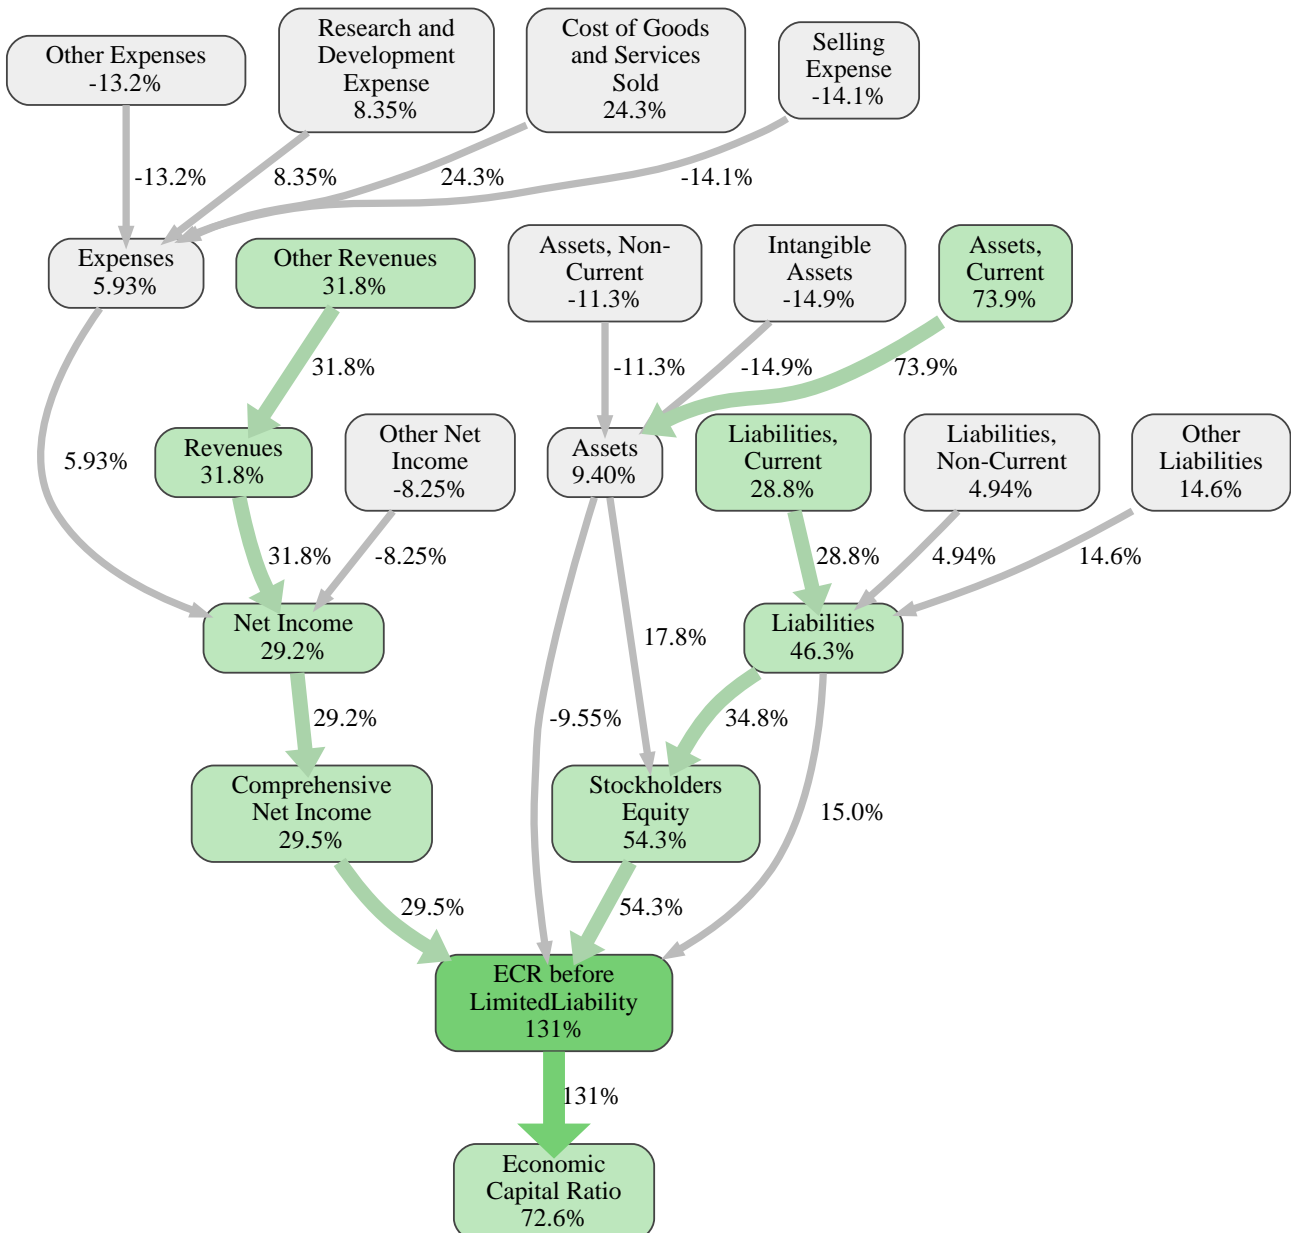 Other Expenses
-13.2%
Research and
Development
Expense
8.35%
Cost of Goods
and Services
Sold
24.3%
Selling
Expense
-14.1%
-13.2%
8.35%
24.3%
-14.1%
Expenses
5.93%
Other Revenues
31.8%
Assets, Non-
Current
-11.3%
Intangible
Assets
-14.9%
Assets,
Current
73.9%
31.8%
-11.3%
-14.9%
73.9%
5.93%
Revenues
31.8%
Other Net
Income
-8.25%
Assets
9.40%
Liabilities,
Current
28.8%
Liabilities,
Non-Current
4.94%
Other
Liabilities
14.6%
31.8%
-8.25%
28.8%
4.94%
14.6%
Net Income
29.2%
17.8%
Liabilities
46.3%
29.2%
-9.55%
34.8%
Comprehensive
Net Income
29.5%
Stockholders
Equity
54.3%
15.0%
29.5%
54.3%
ECR before
LimitedLiability
131%
131%
Economic
Capital Ratio
72.6%